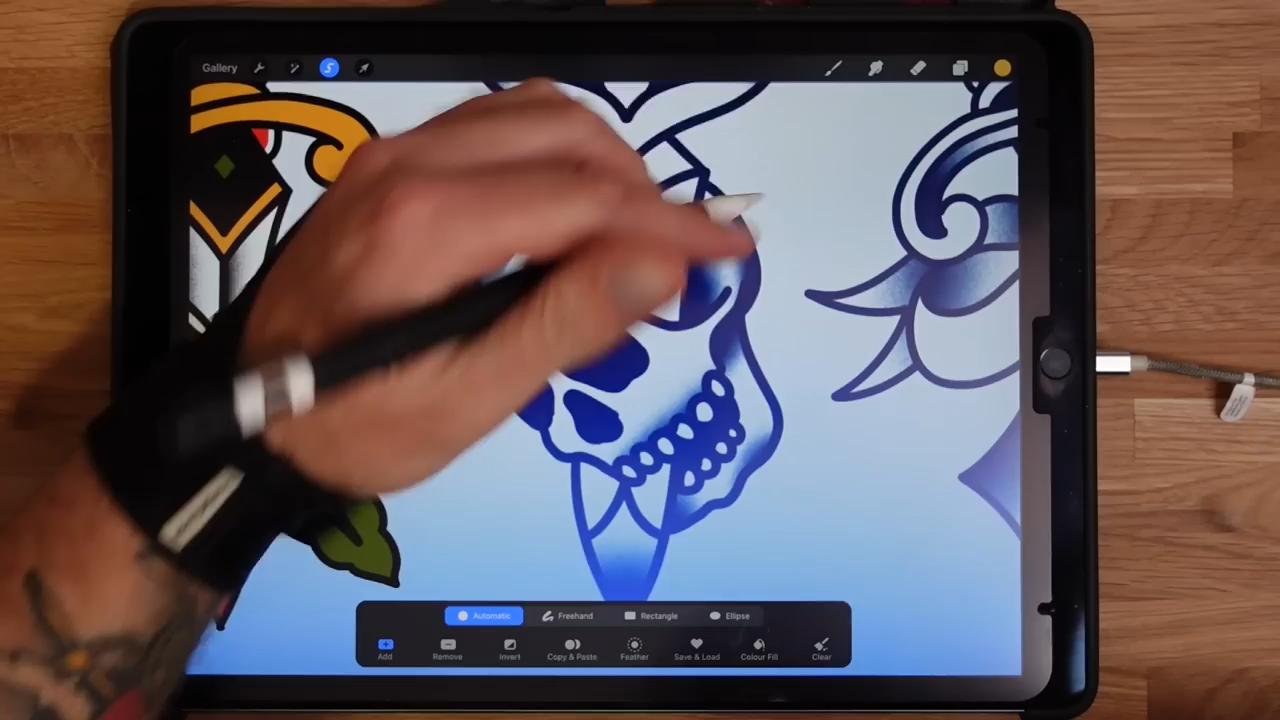 Gallery
Automatic Freehand Rectangle Ellipse
Add Remove Invert Copy & Paste Feather Save & Load Colour Fill Clear